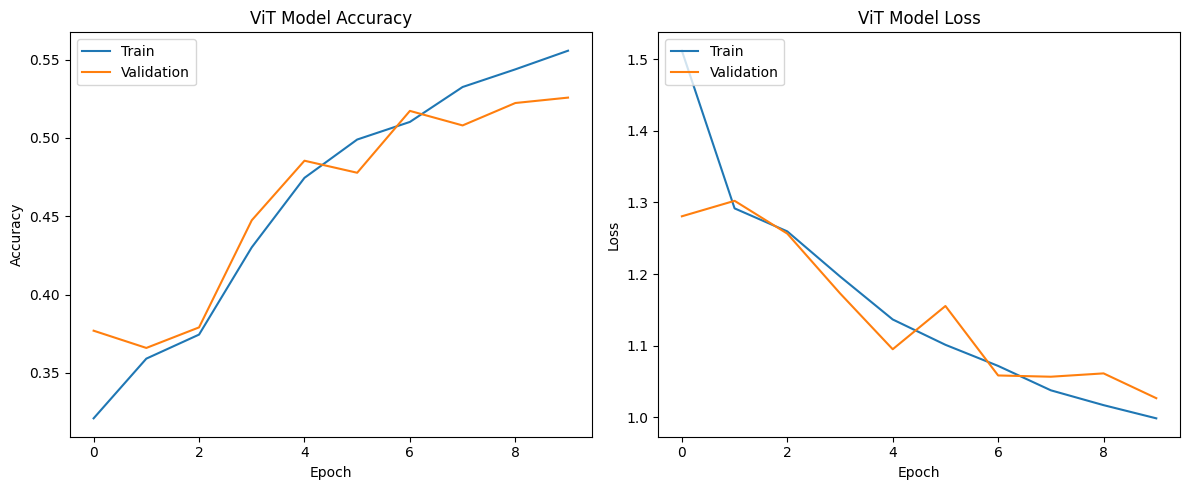 ViT Model Accuracy
Train
Validation
0.55
0.50
0.45
0.40
0.35
Accuracy
0 2 4 6 8
Epoch
ViT Model Loss
Train
Validation
1.5
1.4
1.3
1.2
1.1
1.0
Loss
0 2 4 6 8
Epoch